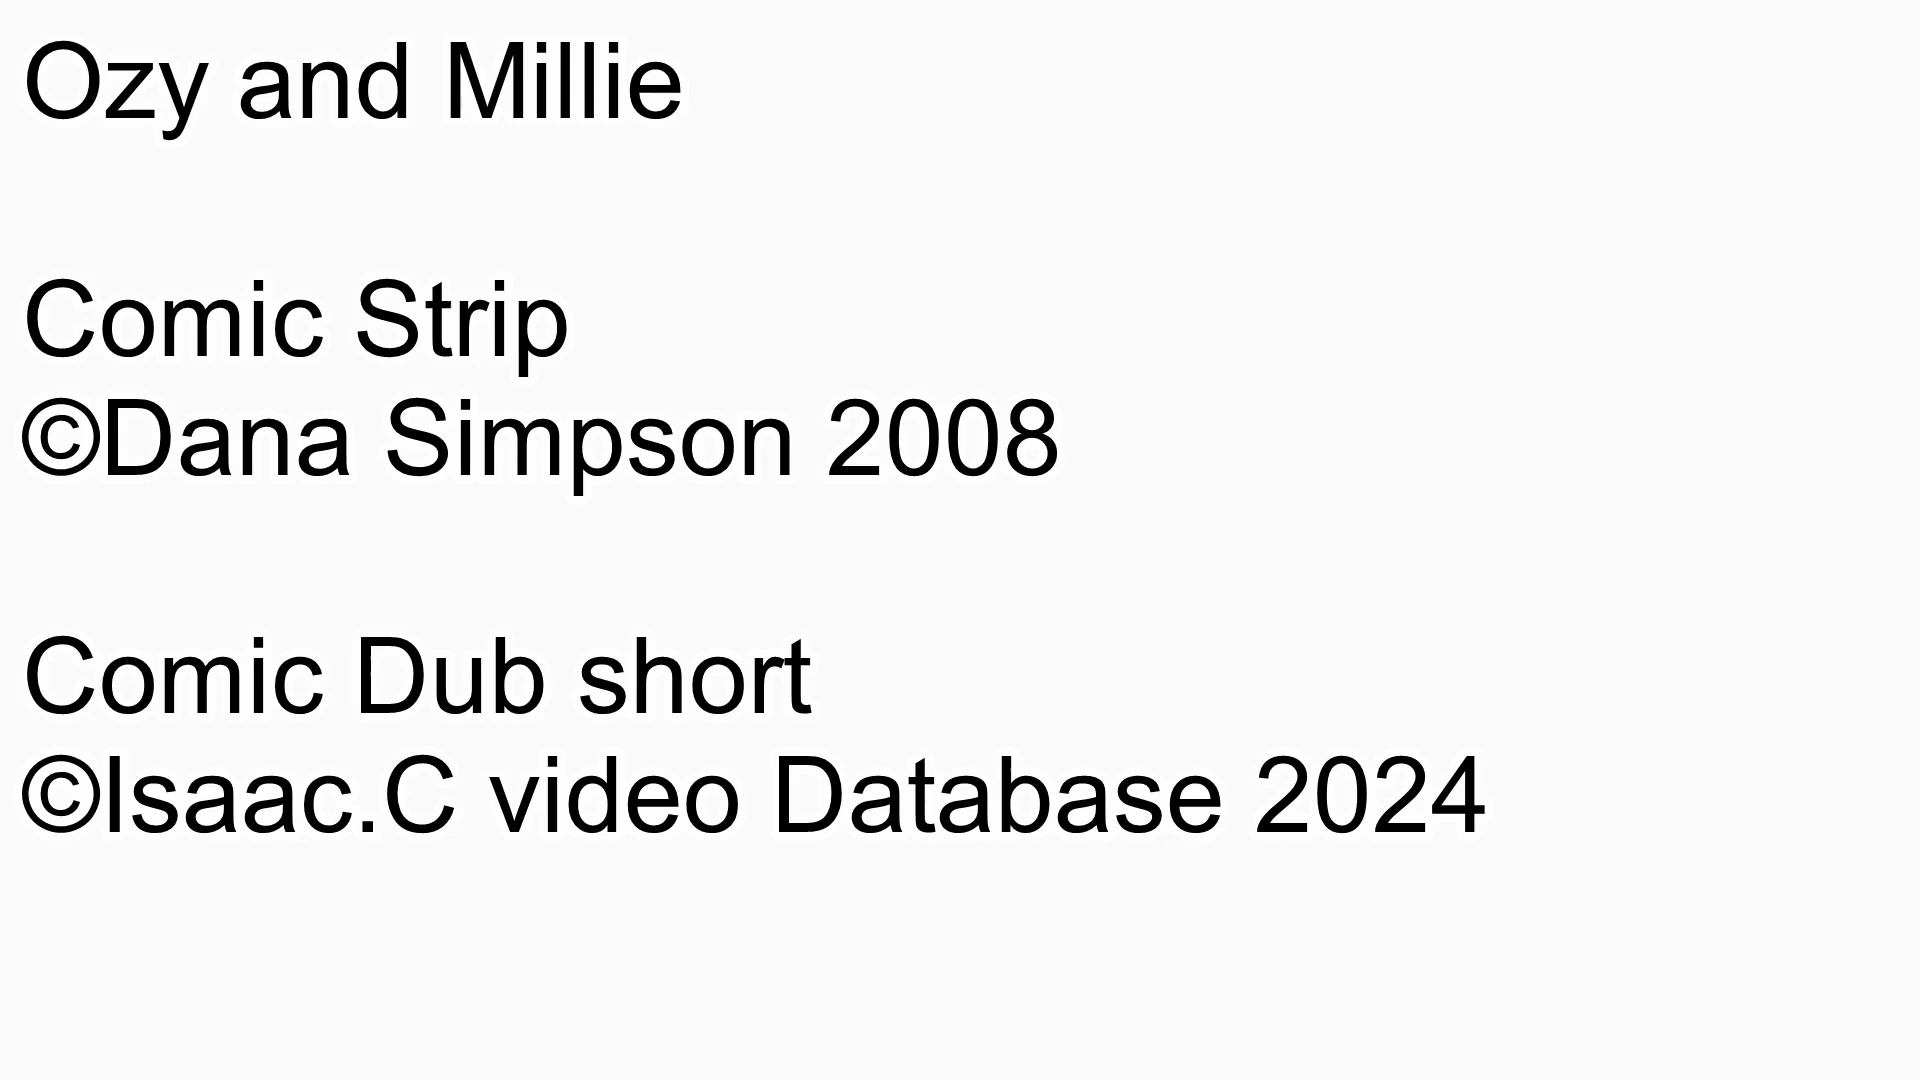 Ozy and Millie
Comic Strip
©Dana Simpson 2008
Comic Dub short
©Isaac.C video Database 2024